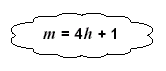 m = 4h + 1